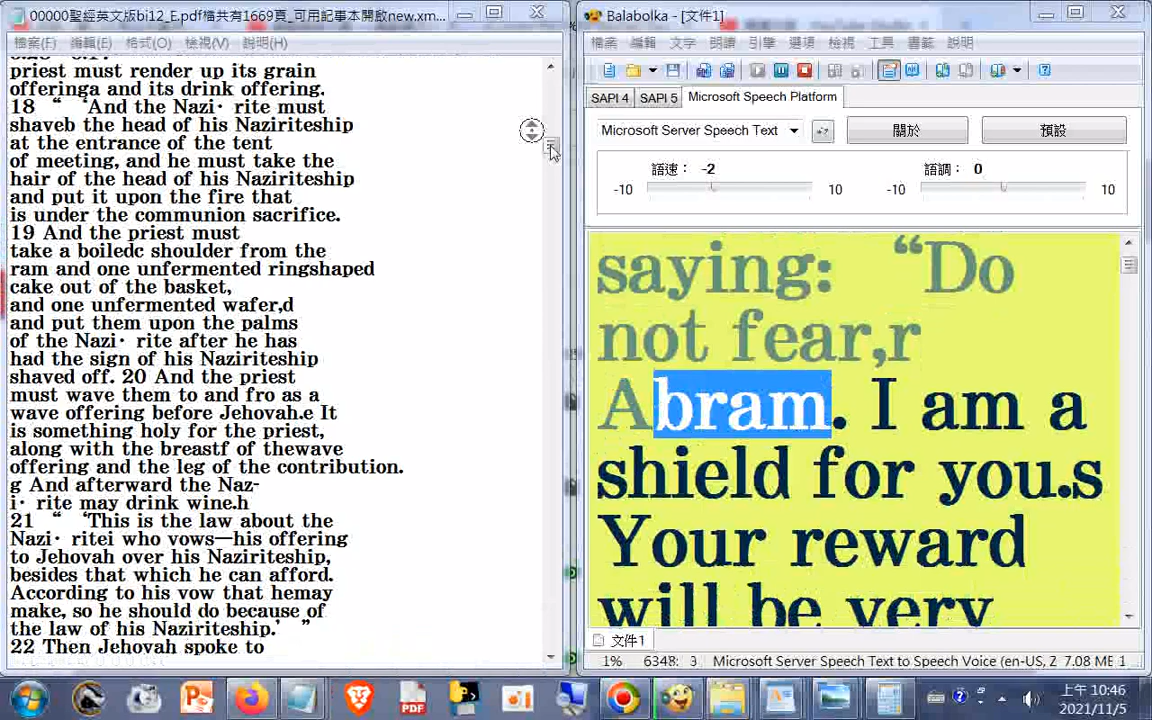 00000聖經英文版bi12_E.pdf檔共有1669頁_可用記事本開啟new.xm...
檔案(F) 編輯(E) 格式(O) 檢視(V) 說明(H)
priest must render up its grain
offeringa and its drink offering.
18 “ ‘And the Nazi· rite must
shaveb the head of his Naziriteship
at the entrance of the tent
of meeting, and he must take the
hair of the head of his Naziriteship
and put it upon the fire that
is under the communion sacrifice.
19 And the priest must
take a boiledc shoulder from the
ram and one unfermented ringshaped
cake out of the basket,
and one unfermented wafer,d
and put them upon the palms
of the Nazi· rite after he has
had the sign of his Naziriteship
shaved off. 20 And the priest
must wave them to and fro as a
wave offering before Jehovah.e It
is something holy for the priest,
along with the breastf of thewave
offering and the leg of the contribution.
g And afterward the Naz-
i· rite may drink wine.h
21 “ ‘This is the law about the
Nazi· ritei who vows—his offering
to Jehovah over his Naziriteship,
besides that which he can afford.
According to his vow that hemay
make, so he should do because of
the law of his Naziriteship.’ ”
22 Then Jehovah spoke to
Balabolka - [文件1]
檔案 編輯 文字 朗讀 引擎 選項 檢視 工具 書籤 說明
SAPI 4 SAPI 5 Microsoft Speech Platform
Microsoft Server Speech Text 關於 預設
語速： -2 語調： 0
-10 10 -10 10
saying: “Do
not fear,r
Abram. I am a
shield for you.s
Your reward
will be very
文件1
1% 6348: 3 Microsoft Server Speech Text to Speech Voice (en-US, 2 7.08 ME 1
PDF
上午 10:46
2021/11/5